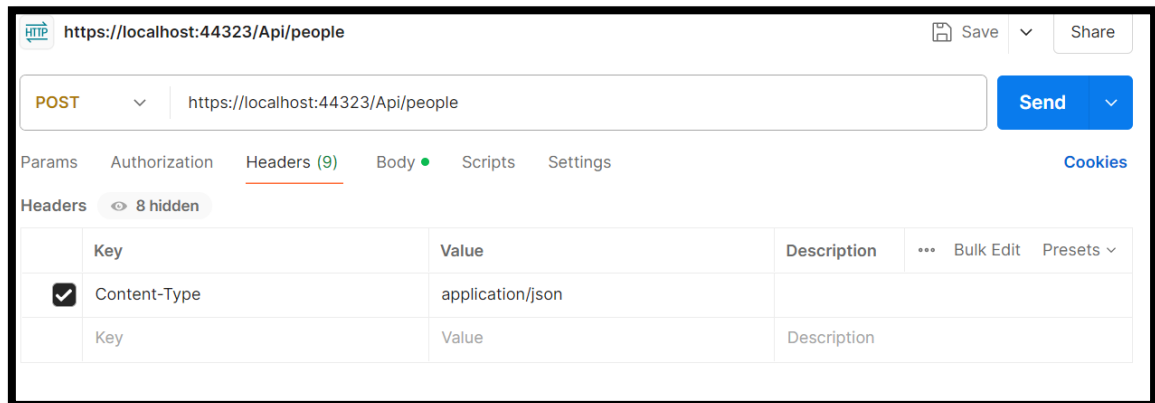 HTTP https://localhost:44323/Api/people Save Share
POST https://localhost:44323/Api/people Send
Params Authorization Headers (9) Body Scripts Settings Cookies
Headers 8 hidden
Key Value Description Bulk Edit Presets
Content-Type application/json
Key Value Description